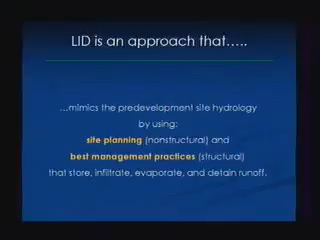 LID is an approach that.....
...mimics the predevelopment site hydrology
by using:
site planning (nonstructural) and
best management practices (structural)
that store, infiltrate, evaporate, and detain runoff.